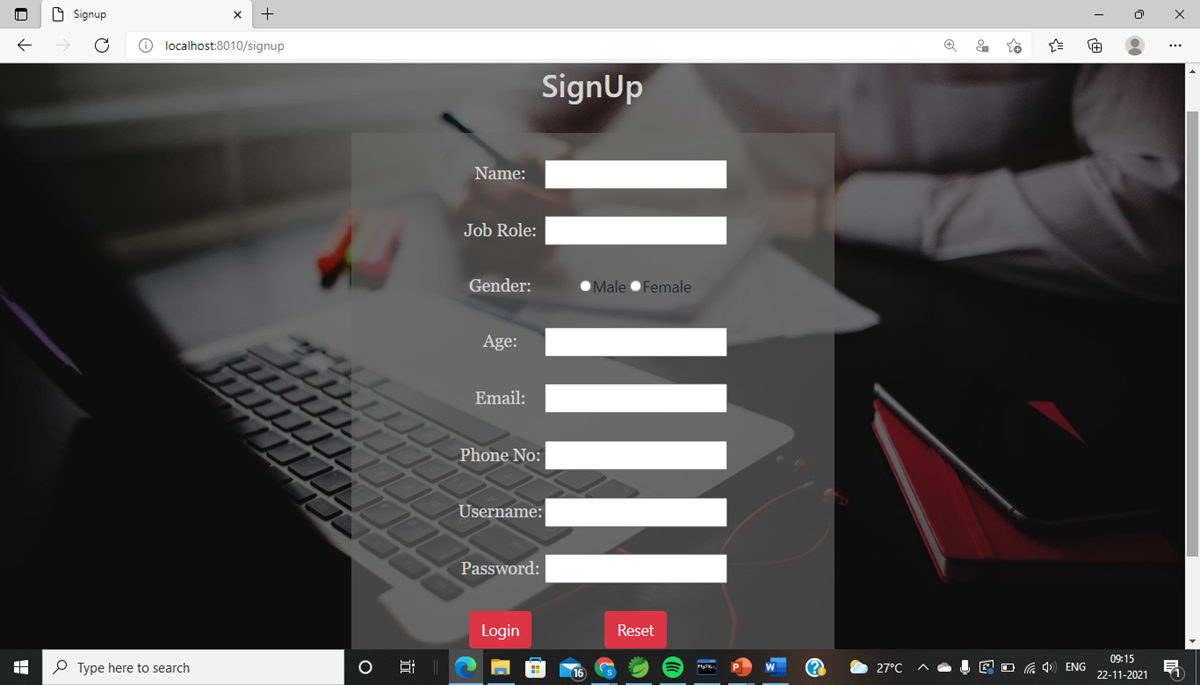 Signup
localhost:8010/signup
SignUp
Name:
Job Role:
Gender: Male Female
Age:
Email:
Phone No:
Username:
Password:
Login Reset
Type here to search
16
S
P
W
27°C
ENG
09:15
22-11-2021
1